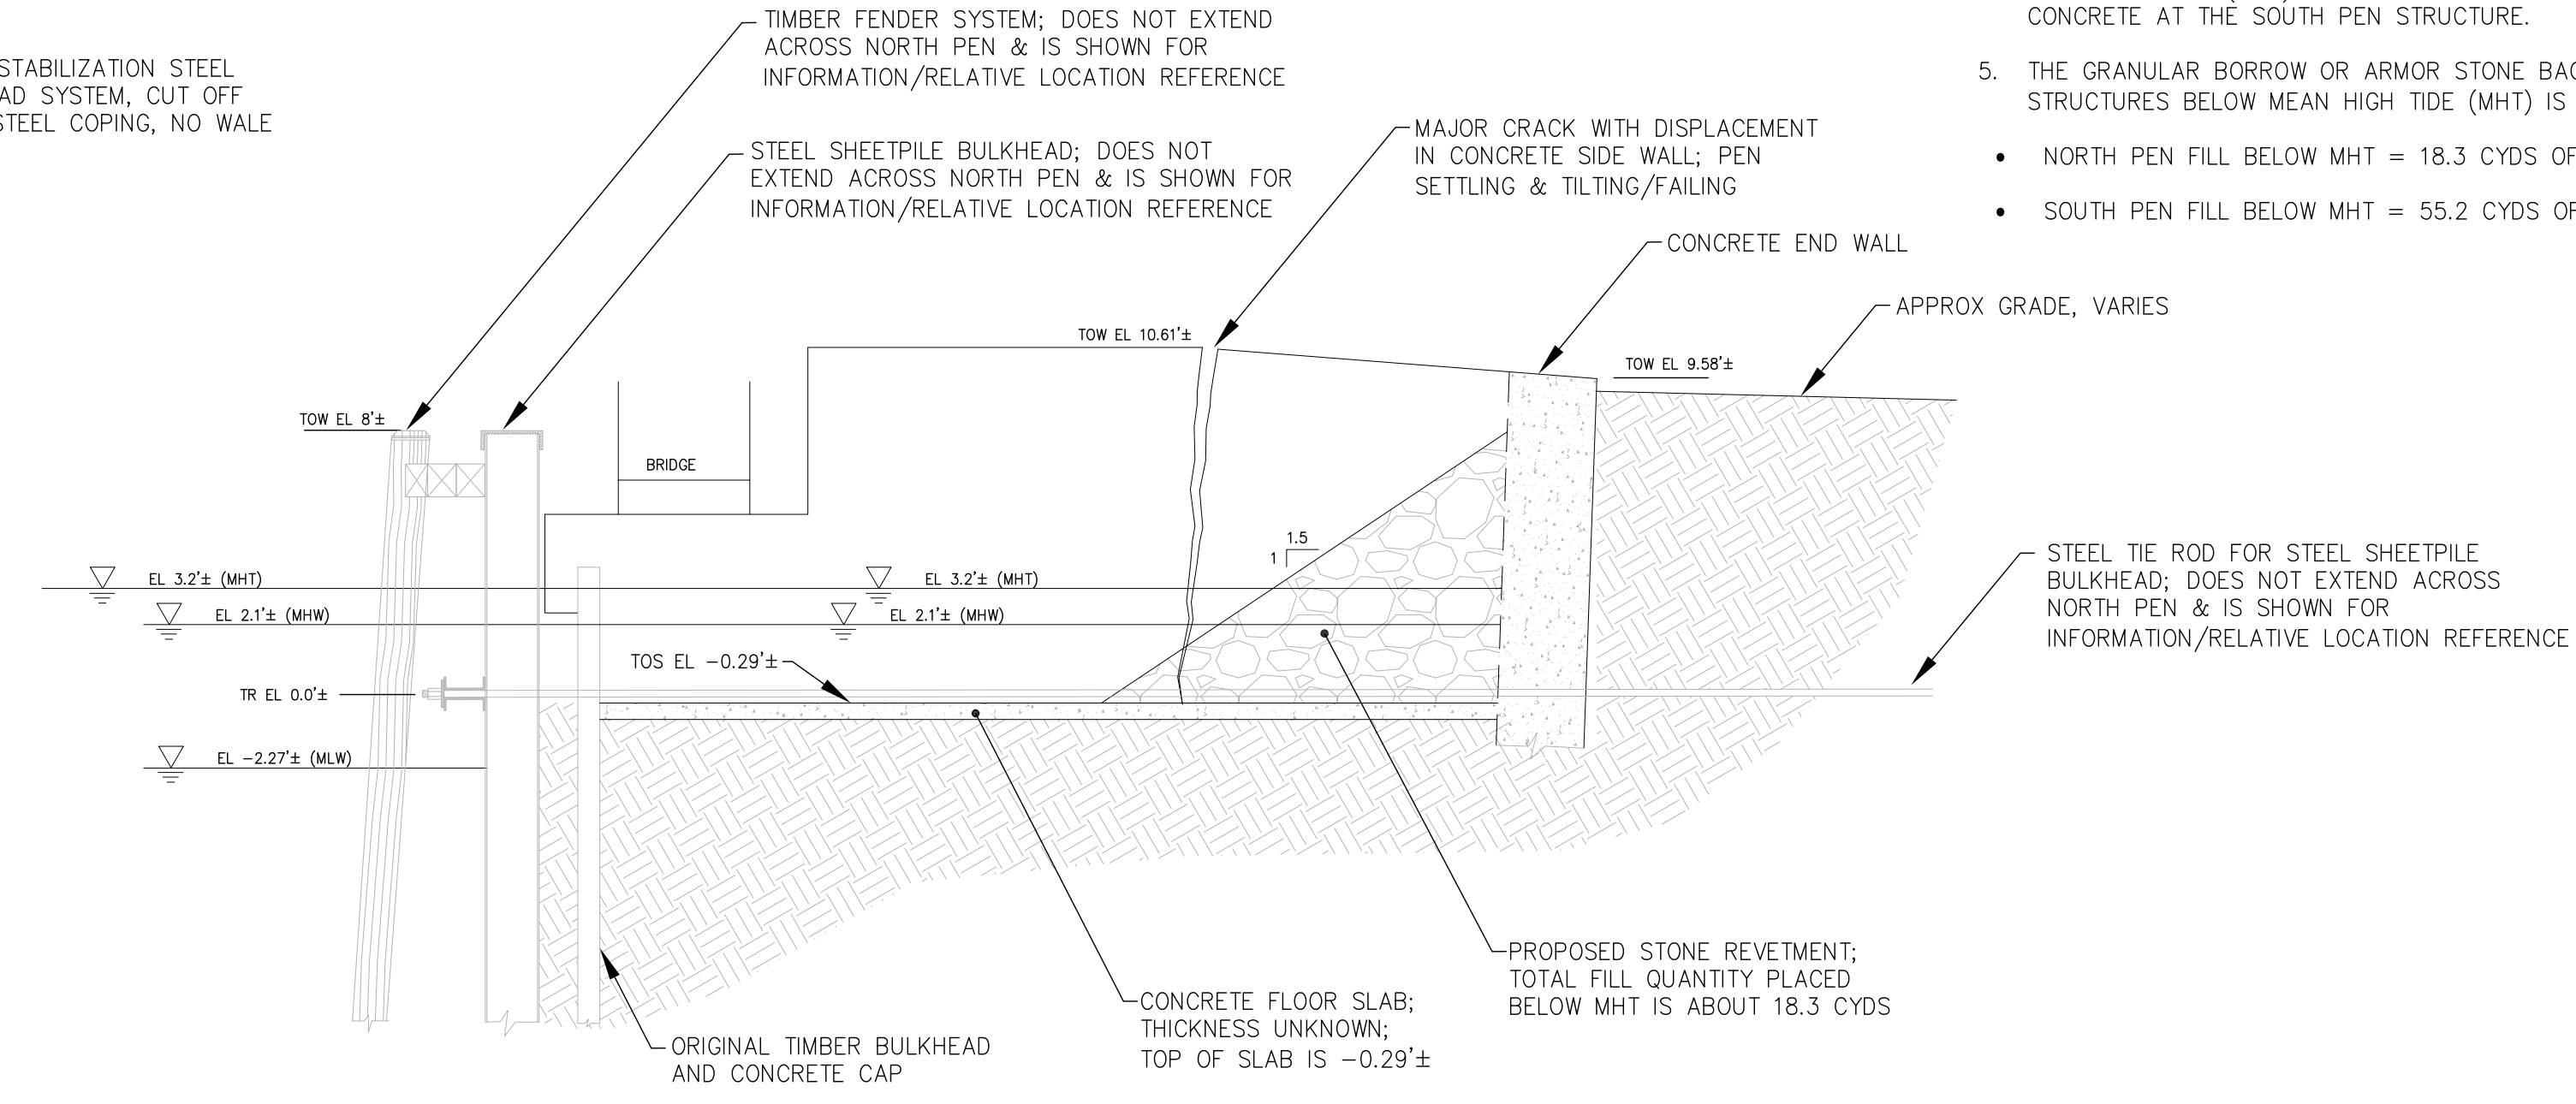 STABILIZATION STEEL
AD SYSTEM, CUT OFF
STEEL COPING, NO WALE
TIMBER FENDER SYSTEM; DOES NOT EXTEND
ACROSS NORTH PEN & IS SHOWN FOR
INFORMATION/RELATIVE LOCATION REFERENCE
STEEL SHEETPILE BULKHEAD; DOES NOT
EXTEND ACROSS NORTH PEN & IS SHOWN FOR
INFORMATION/RELATIVE LOCATION REFERENCE
MAJOR CRACK WITH DISPLACEMENT
IN CONCRETE SIDE WALL; PEN
SETTLING & TILTING/FAILING
CONCRETE END WALL
APPROX GRADE, VARIES
CONCRETE AT THE SOUTH PEN STRUCTURE.
5. THE GRANULAR BORROW OR ARMOR STONE BAC
STRUCTURES BELOW MEAN HIGH TIDE (MHT) IS
• NORTH PEN FILL BELOW MHT = 18.3 CYDS OF
• SOUTH PEN FILL BELOW MHT = 55.2 CYDS OF
TOW EL 10.61'±
TOW EL 9.58'±
TOW EL 8'±
BRIDGE
1.5
1
EL 3.2'± (MHT)
EL 3.2'± (MHT)
EL 2.1'± (MHW)
EL 2.1'± (MHW)
TOS EL -0.29'±
TR EL 0.0'±
EL -2.27'± (MLW)
STEEL TIE ROD FOR STEEL SHEETPILE
BULKHEAD; DOES NOT EXTEND ACROSS
NORTH PEN & IS SHOWN FOR
INFORMATION/RELATIVE LOCATION REFERENCE
PROPOSED STONE REVETMENT;
TOTAL FILL QUANTITY PLACED
BELOW MHT IS ABOUT 18.3 CYDS
CONCRETE FLOOR SLAB;
THICKNESS UNKNOWN;
TOP OF SLAB IS -0.29'±
ORIGINAL TIMBER BULKHEAD
AND CONCRETE CAP